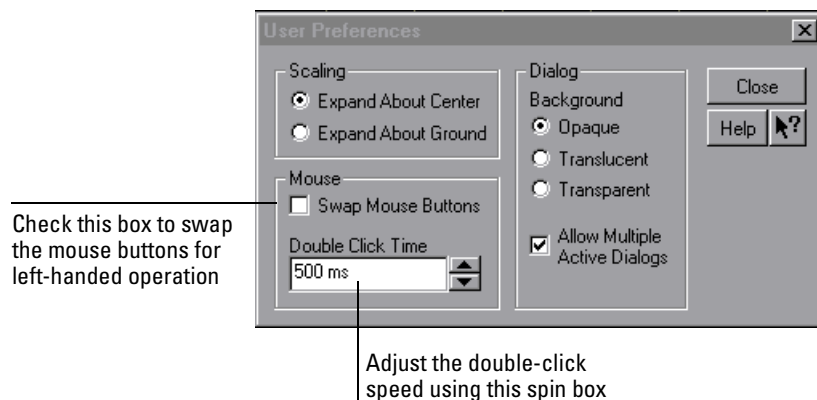 User Preferences
Scaling
Expand About Center
Expand About Ground
Mouse
Swap Mouse Buttons
Double Click Time
500 ms
Dialog
Background
Opaque
Translucent
Transparent
Allow Multiple
Active Dialogs
Close
Help ?
Check this box to swap
the mouse buttons for
left-handed operation
Adjust the double-click
speed using this spin box